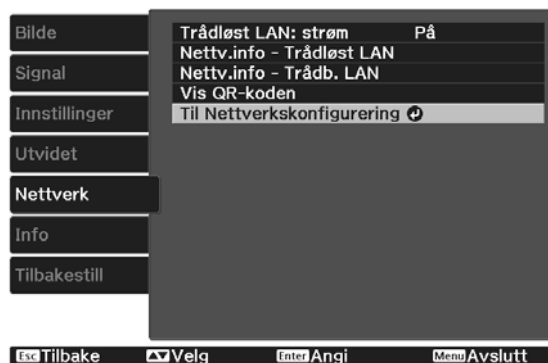 Bilde
Signal
Innstillinger
Utvidet
Nettverk
Info
Tilbakestill
Trådløst LAN: strøm På
Nettv.info - Trådløst LAN
Nettv.info - Trådb. LAN
Vis QR-koden
Til Nettverkskonfigurering
Esc Tilbake Velg Enter Angi Menu Avslutt